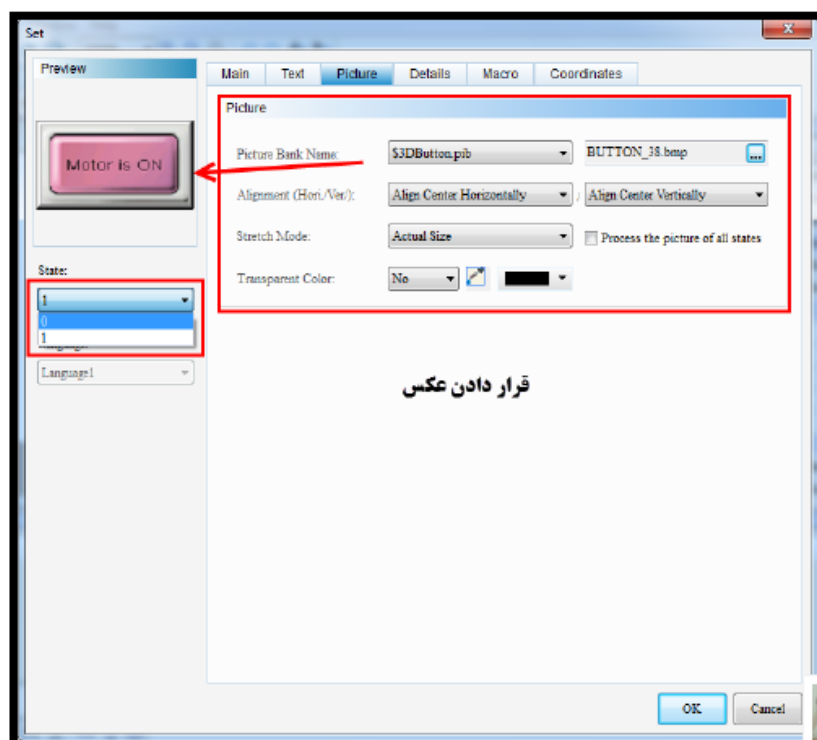 Set
Preview
Main Text Picture Details Macro Coordinates
Picture
Motor is ON
Picture Bank Name: S3DButton.pib BUTTON_38.bmp ...
Alignment (Hori./Ver/): Align Center Horizontally / Align Center Vertically
Stretch Mode: Actual Size Process the picture of all states
Transparent Color: No
State:
1
0
1
Language1
قرار دادن عکس
OK Cancel